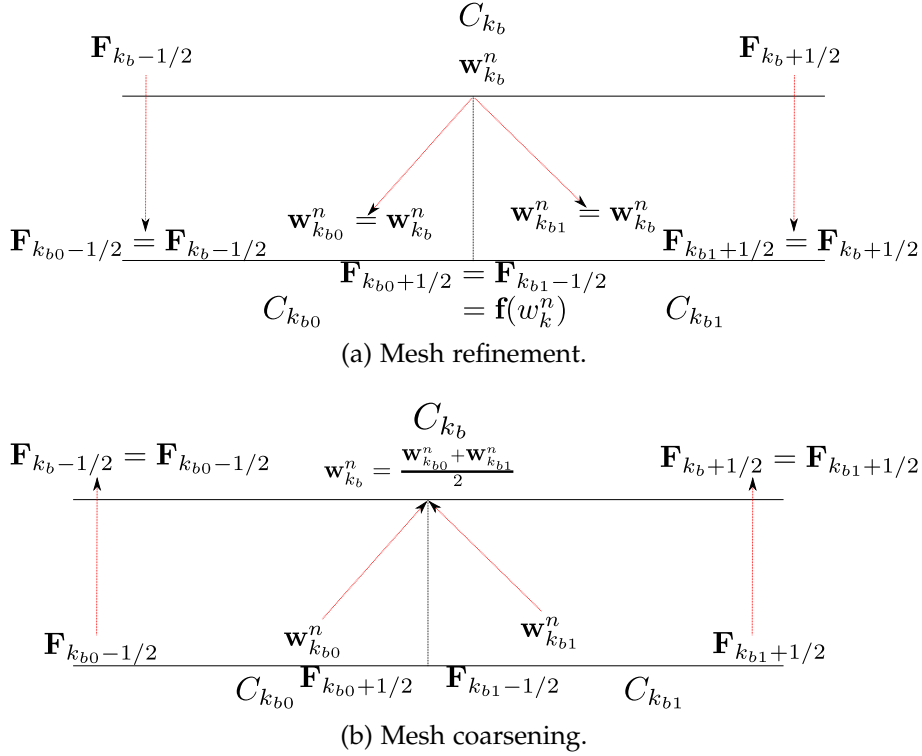 C_{k_b}
F_{k_b−1/2} F_{k_b+1/2}
w^n_{k_b}
w^n_{k_{b0}} = w^n_{k_b} w^n_{k_{b1}} = w^n_{k_b}
F_{k_{b0}−1/2} = F_{k_b−1/2} F_{k_{b1}+1/2} = F_{k_b+1/2}
F_{k_{b0}+1/2} = F_{k_{b1}−1/2}
C_{k_{b0}} = f(w^n_k) C_{k_{b1}}
(a) Mesh refinement.
C_{k_b}
F_{k_b−1/2} = F_{k_{b0}−1/2} w^n_{k_b} = \frac{w^n_{k_{b0}}+w^n_{k_{b1}}}{2} F_{k_b+1/2} = F_{k_{b1}+1/2}
F_{k_{b0}−1/2} w^n_{k_{b0}} w^n_{k_{b1}} F_{k_{b1}+1/2}
C_{k_{b0}} F_{k_{b0}+1/2} F_{k_{b1}−1/2} C_{k_{b1}}
(b) Mesh coarsening.